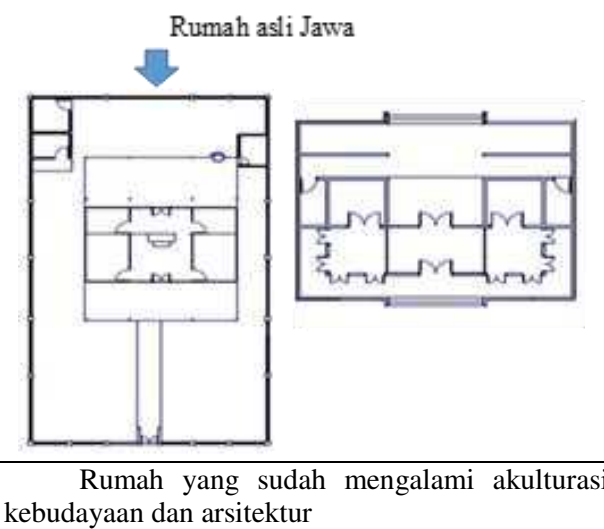 Rumah asli Jawa
Rumah yang sudah mengalami akulturasi
kebudayaan dan arsitektur